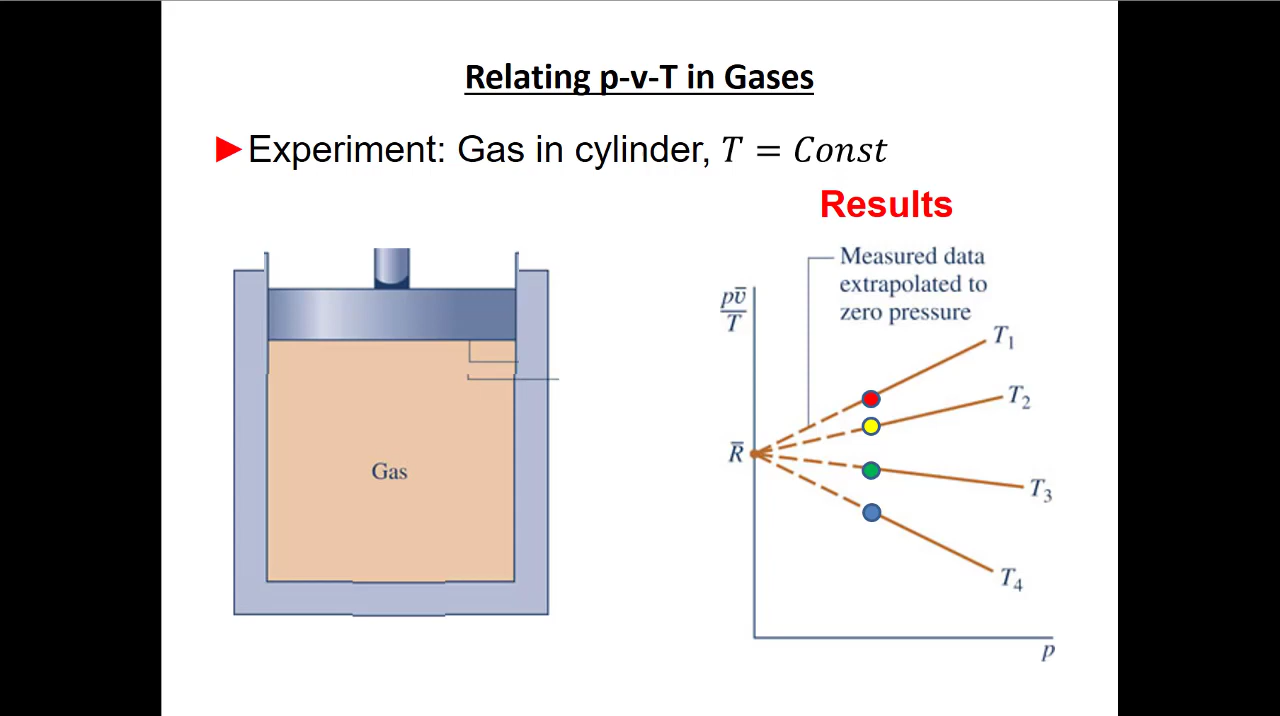 Relating p-v-T in Gases
►Experiment: Gas in cylinder, T = Const
Results
Measured data
extrapolated to
zero pressure
pv̅
T
T₁
T₂
R̅
Gas
T₃
T₄
p